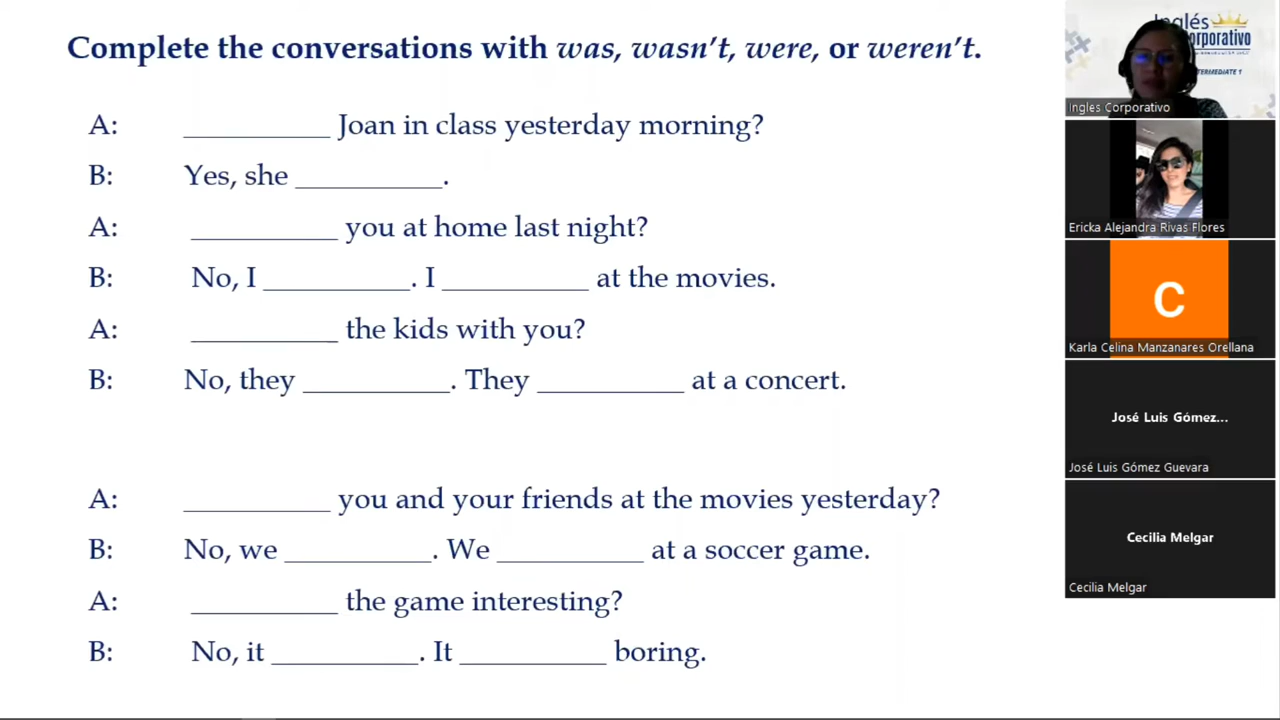 Complete the conversations with was, wasn't, were, or weren't.
A: __________ Joan in class yesterday morning?
B: Yes, she __________.
A: __________ you at home last night?
B: No, I __________. I __________ at the movies.
A: __________ the kids with you?
B: No, they __________. They __________ at a concert.
A: __________ you and your friends at the movies yesterday?
B: No, we __________. We __________ at a soccer game.
A: __________ the game interesting?
B: No, it __________. It __________ boring.
Inglés
Corporativo
Ingles Corporativo
Ericka Alejandra Rivas Flores
C
Karla Celina Manzanares Orellana
José Luis Gómez...
José Luis Gómez Guevara
Cecilia Melgar
Cecilia Melgar